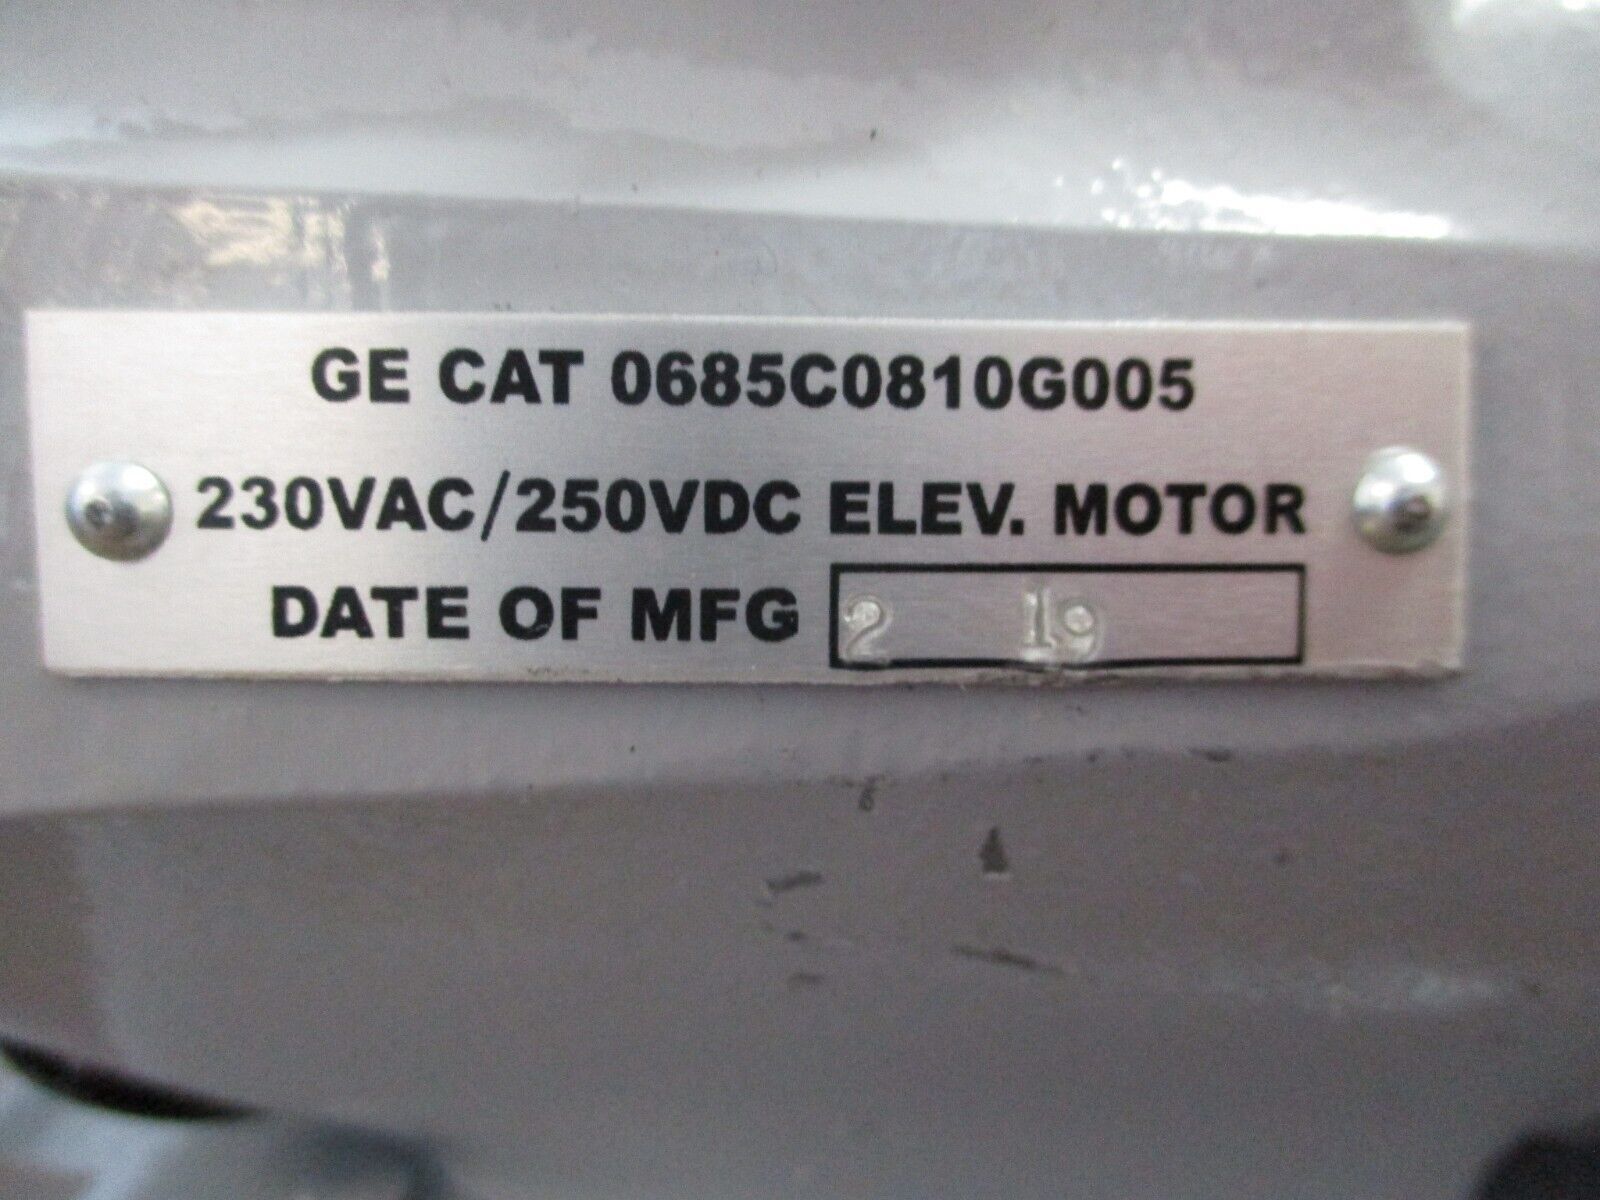 GE CAT 0685C0810G005
230VAC/250VDC ELEV. MOTOR
DATE OF MFG 2 19